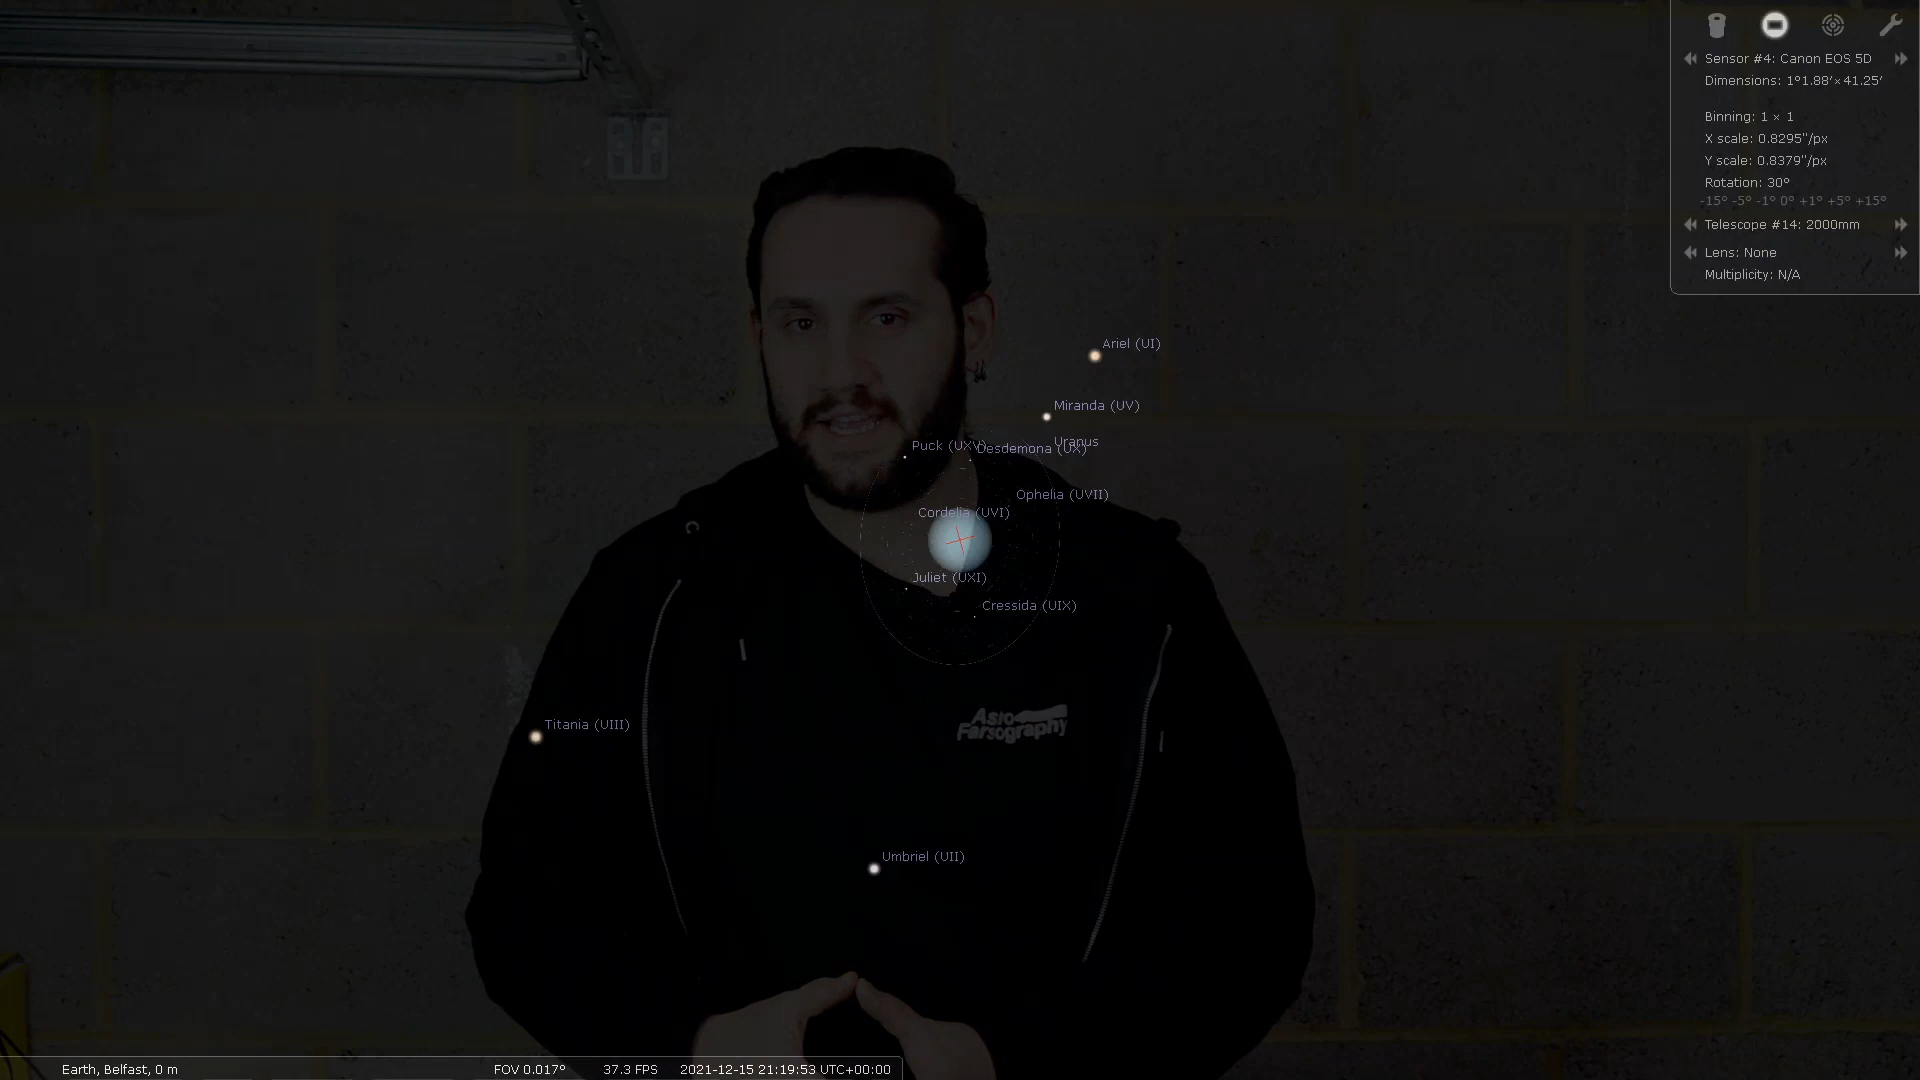 Sensor #4: Canon EOS 5D
Dimensions: 1°1.88′×41.25′
Binning: 1 × 1
X scale: 0.8295"/px
Y scale: 0.8379"/px
Rotation: 30°
-15° -5° -1° 0° +1° +5° +15°
Telescope #14: 2000mm
Lens: None
Multiplicity: N/A
Ariel (UI)
Miranda (UV)
Uranus
Puck (UXV)
Desdemona (UX)
Ophelia (UVII)
Cordelia (UVI)
Juliet (UXI)
Cressida (UIX)
Astro
Farsography
Titania (UIII)
Umbriel (UII)
Earth, Belfast, 0 m
FOV 0.017°
37.3 FPS
2021-12-15 21:19:53 UTC+00:00